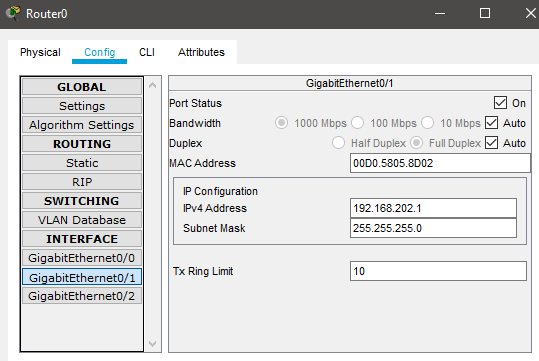 Router0
Physical Config CLI Attributes
GLOBAL
Settings
Algorithm Settings
ROUTING
Static
RIP
SWITCHING
VLAN Database
INTERFACE
GigabitEthernet0/0
GigabitEthernet0/1
GigabitEthernet0/2
GigabitEthernet0/1
Port Status On
Bandwidth 1000 Mbps 100 Mbps 10 Mbps Auto
Duplex Half Duplex Full Duplex Auto
MAC Address 00D0.5805.8D02
IP Configuration
IPv4 Address 192.168.202.1
Subnet Mask 255.255.255.0
Tx Ring Limit 10